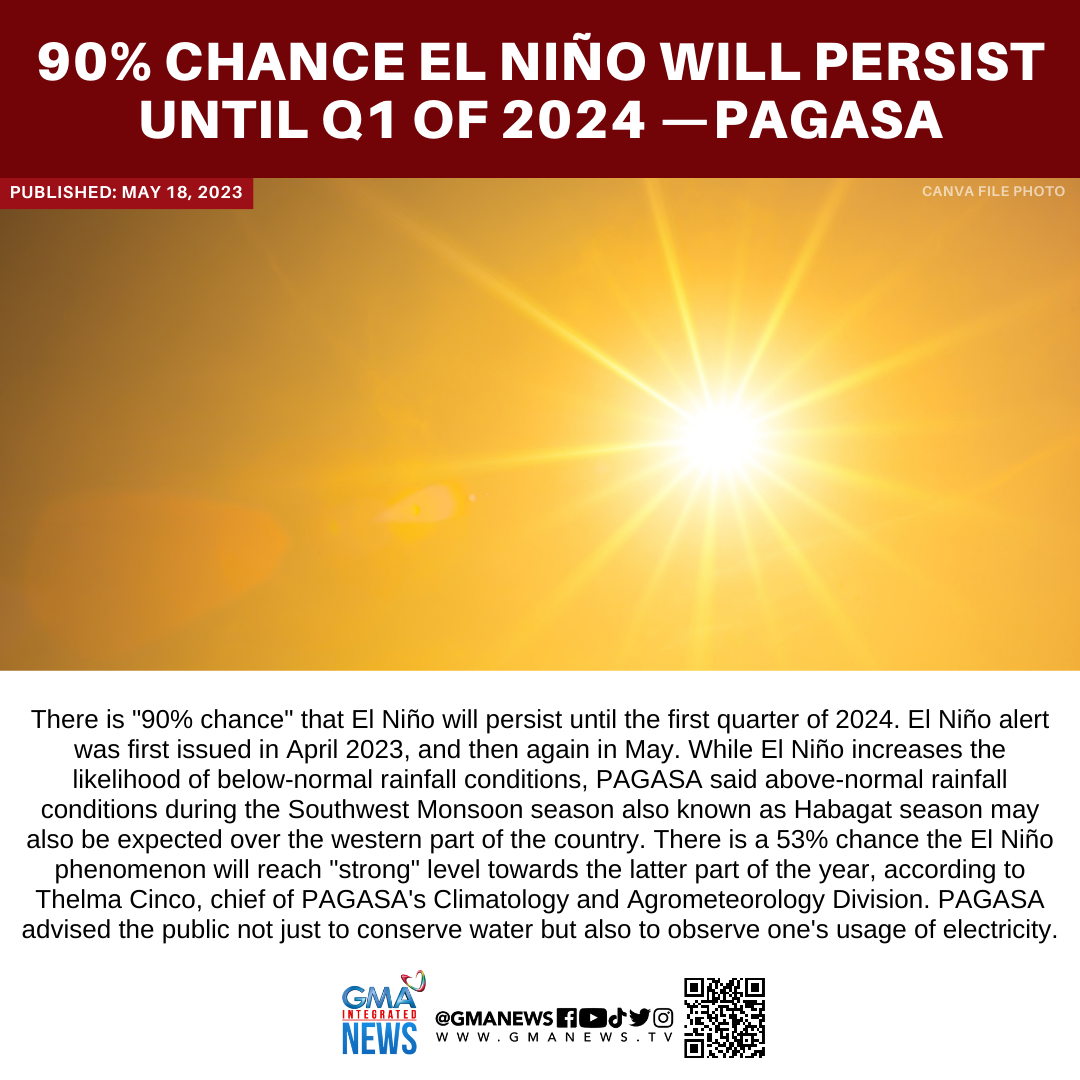 90% CHANCE EL NIÑO WILL PERSIST
UNTIL Q1 OF 2024 —PAGASA
PUBLISHED: MAY 18, 2023
CANVA FILE PHOTO
There is "90% chance" that El Niño will persist until the first quarter of 2024. El Niño alert
was first issued in April 2023, and then again in May. While El Niño increases the
likelihood of below-normal rainfall conditions, PAGASA said above-normal rainfall
conditions during the Southwest Monsoon season also known as Habagat season may
also be expected over the western part of the country. There is a 53% chance the El Niño
phenomenon will reach "strong" level towards the latter part of the year, according to
Thelma Cinco, chief of PAGASA's Climatology and Agrometeorology Division. PAGASA
advised the public not just to conserve water but also to observe one's usage of electricity.
GMA
INTEGRATED
NEWS
@GMANEWS
WWW.GMANEWS.TV